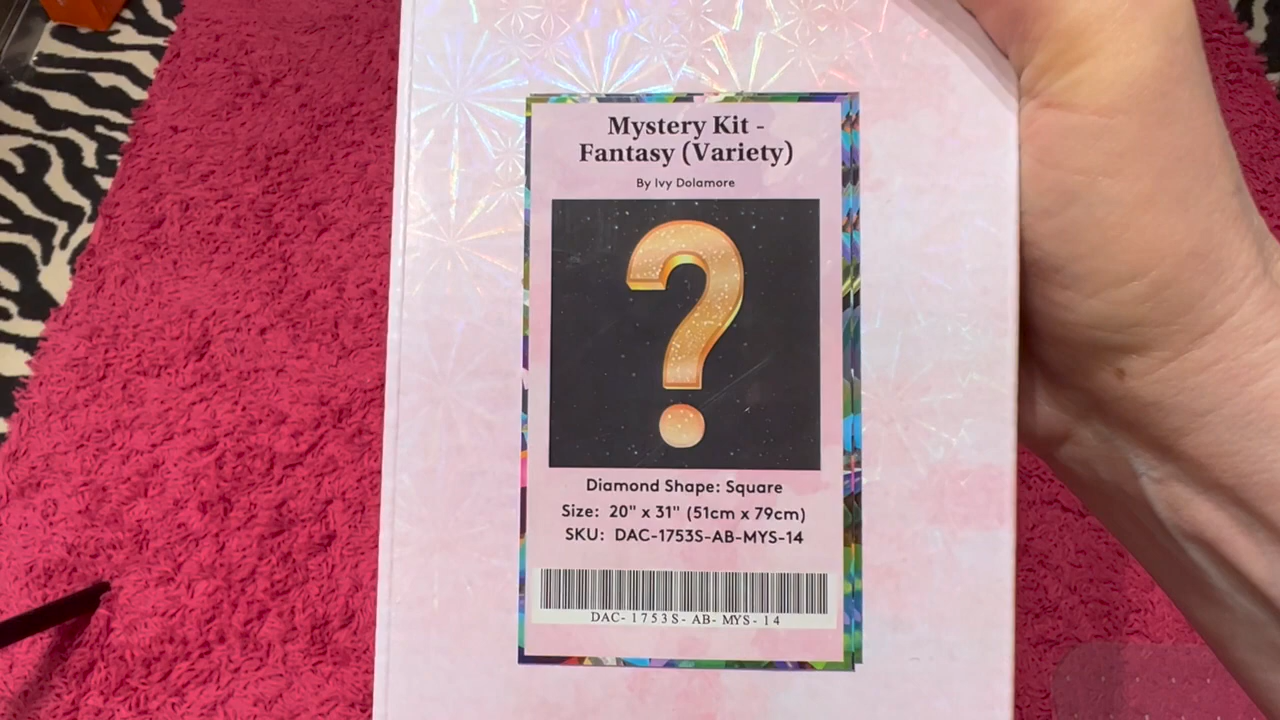 Mystery Kit -
Fantasy (Variety)
By Ivy Dolamore
?
Diamond Shape: Square
Size: 20" x 31" (51cm x 79cm)
SKU: DAC-1753S-AB-MYS-14
DAC-1753S-AB-MYS-14